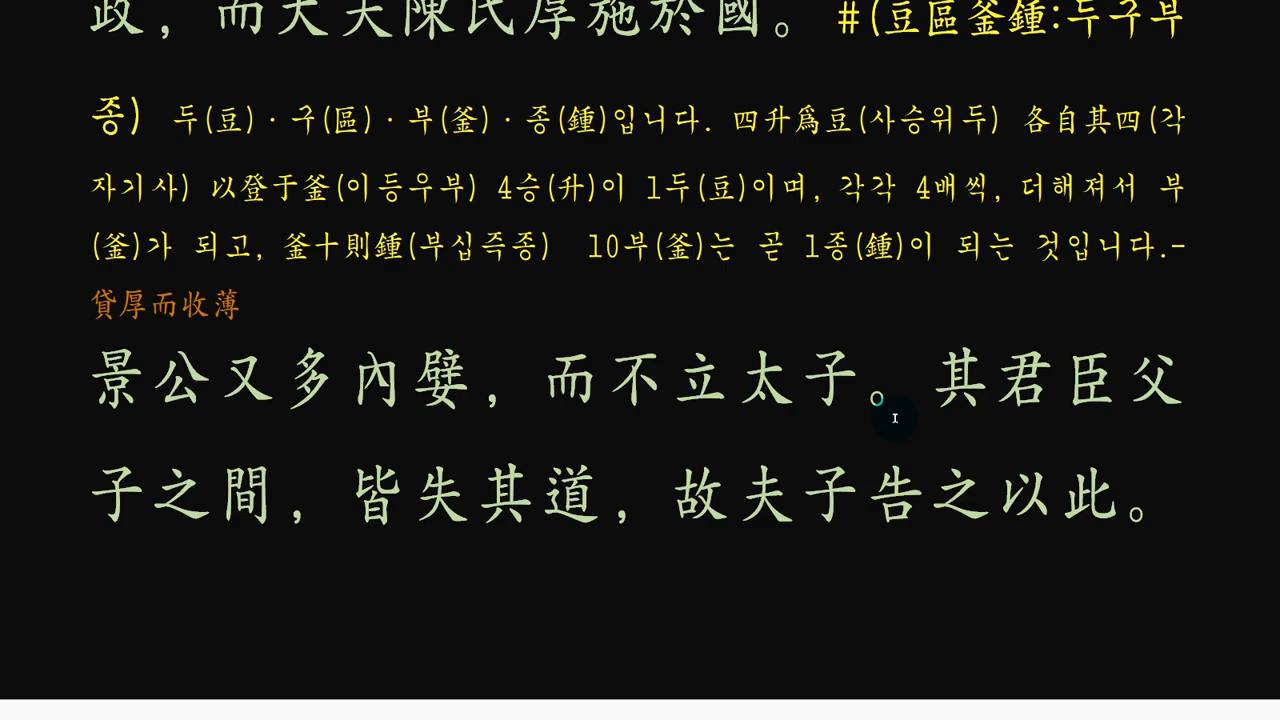 政, 而大夫陳氏厚施於國。 #(豆區釜鍾:두구부
종) 두(豆)·구(區)·부(釜)·종(鍾)입니다. 四升爲豆(사승위두) 各自其四(각
자기사) 以登于釜(이등우부) 4승(升)이 1두(豆)이며, 각각 4배씩, 더해져서 부
(釜)가 되고, 釜十則鍾(부십즉종) 10부(釜)는 곧 1종(鍾)이 되는 것입니다.-
貸厚而收薄
景公又多內嬖, 而不立太子。其君臣父
子之間, 皆失其道, 故夫子告之以此。